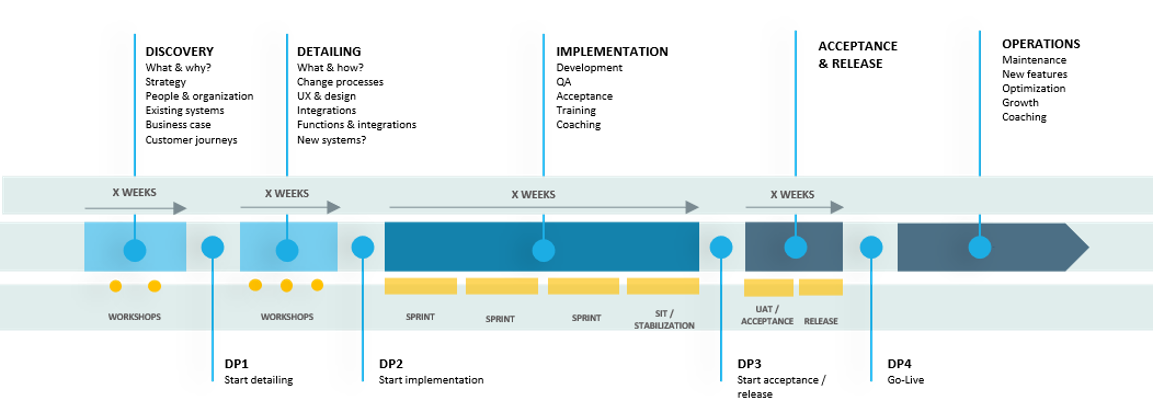 DISCOVERY
What & why?
Strategy
People & organization
Existing systems
Business case
Customer journeys
DETAILING
What & how?
Change processes
UX & design
Integrations
Functions & integrations
New systems?
IMPLEMENTATION
Development
QA
Acceptance
Training
Coaching
ACCEPTANCE
& RELEASE
OPERATIONS
Maintenance
New features
Optimization
Growth
Coaching
X WEEKS
X WEEKS
X WEEKS
X WEEKS
WORKSHOPS
WORKSHOPS
SPRINT
SPRINT
SPRINT
SIT /
STABILIZATION
UAT /
ACCEPTANCE
RELEASE
DP1
Start detailing
DP2
Start implementation
DP3
Start acceptance /
release
DP4
Go-Live